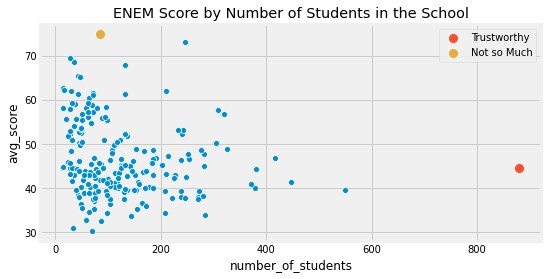 ENEM Score by Number of Students in the School
Trustworthy
Not so Much
avg_score
70
60
50
40
30
0
200
400
600
800
number_of_students